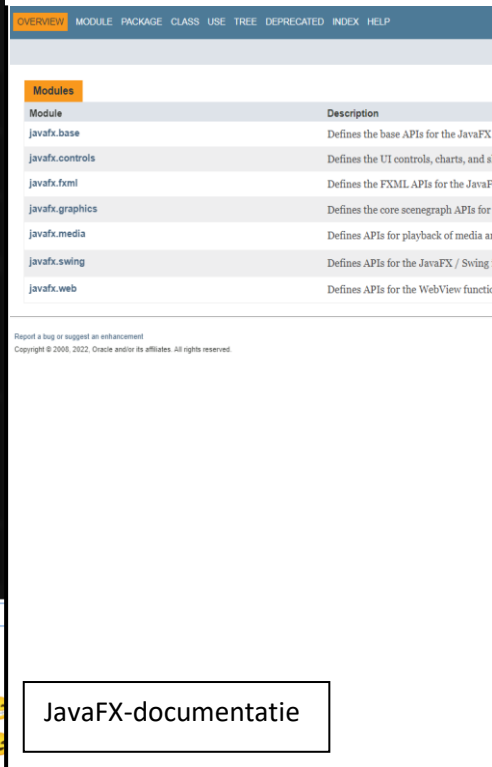 OVERVIEW MODULE PACKAGE CLASS USE TREE DEPRECATED INDEX HELP
Modules
Module Description
javafx.base Defines the base APIs for the JavaFX
javafx.controls Defines the UI controls, charts, and
javafx.fxml Defines the FXML APIs for the
javafx.graphics Defines the core scenegraph APIs for
javafx.media Defines APIs for playback of media
javafx.swing Defines APIs for the JavaFX / Swing
javafx.web Defines APIs for the WebView
Report a bug or suggest an enhancement
Copyright © 2008, 2022, Oracle and/or its affiliates. All rights reserved.
JavaFX-documentatie